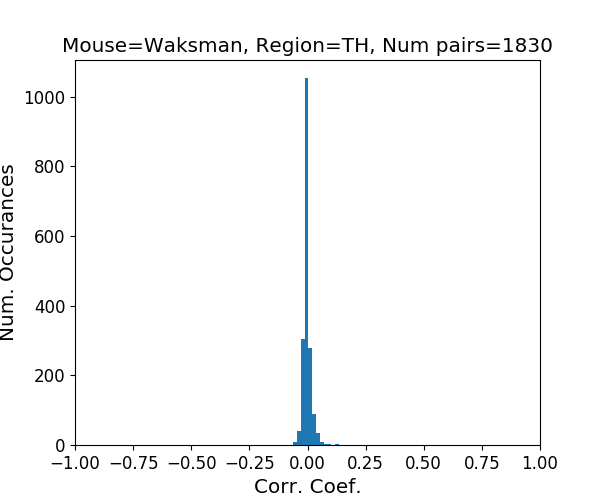 Mouse=Waksman, Region=TH, Num pairs=1830
Num. Occurances
1000
800
600
400
200
0
−1.00 −0.75 −0.50 −0.25 0.00 0.25 0.50 0.75 1.00
Corr. Coef.